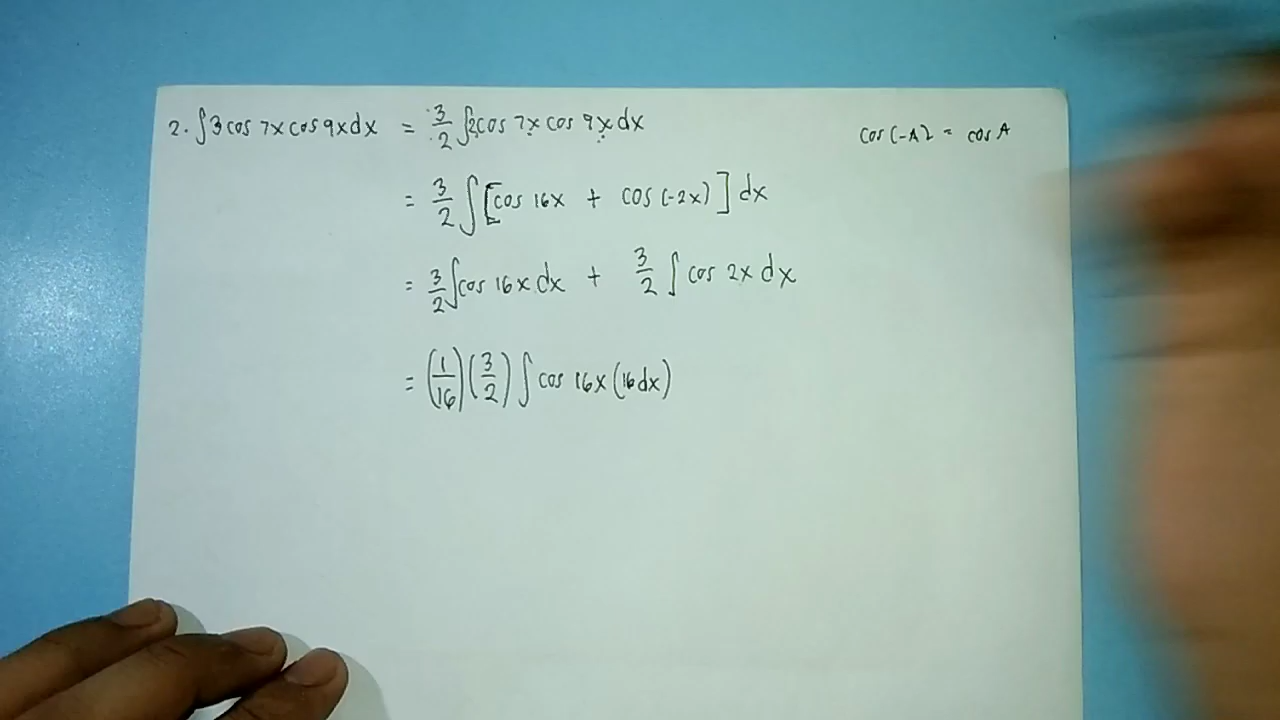 2. ∫3 cos 7x cos 9x dx = 3/2 ∫2cos 7x cos 9x dx
cos(-A) = cos A
= 3/2 ∫[cos 16x + cos (-2x)] dx
= 3/2 ∫cos 16x dx + 3/2 ∫ cos 2x dx
= (1/16)(3/2) ∫ cos 16x (16dx)